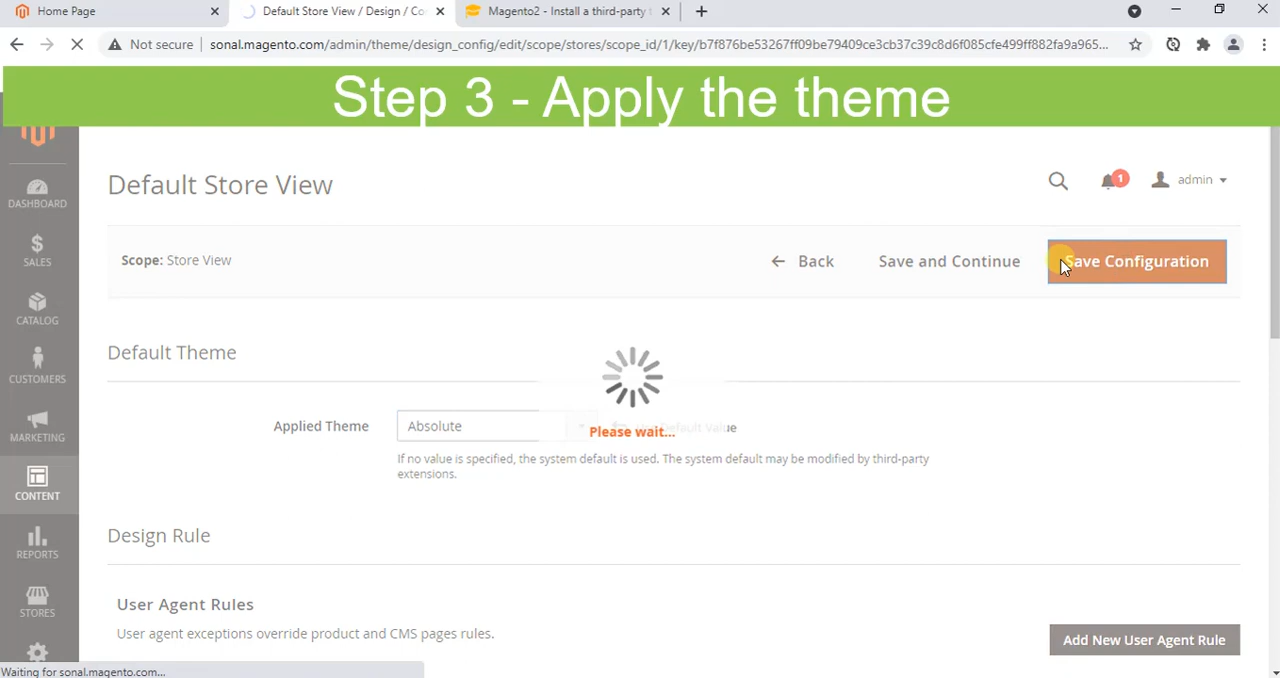 Home Page
Default Store View / Design / Co
Magento2 - Install a third-party t
Not secure
sonal.magento.com/admin/theme/design_config/edit/scope/stores/scope_id/1/key/b7f876be53267ff09be79409ce3cb37c39c8d6f085cfe499ff882fa9a965...
Step 3 - Apply the theme
Default Store View
1
admin
DASHBOARD
SALES
CATALOG
CUSTOMERS
MARKETING
CONTENT
REPORTS
STORES
Scope: Store View
Back
Save and Continue
Save Configuration
Default Theme
Applied Theme
Absolute
Please wait...
Use Default Value
If no value is specified, the system default is used. The system default may be modified by third-party
extensions.
Design Rule
User Agent Rules
User agent exceptions override product and CMS pages rules.
Add New User Agent Rule
Waiting for sonal.magento.com...